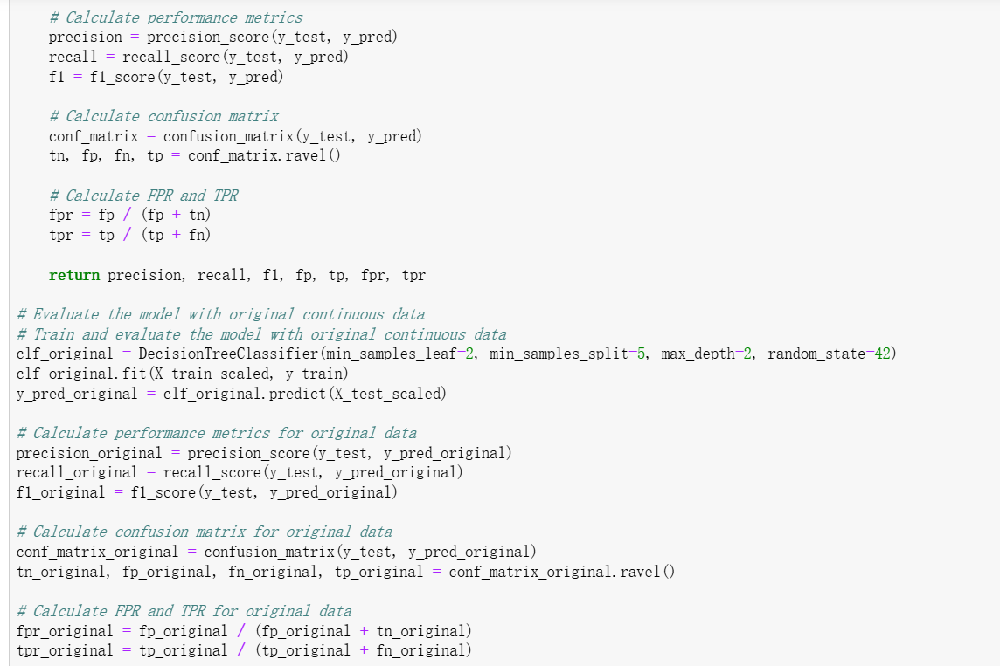 # Calculate performance metrics
precision = precision_score(y_test, y_pred)
recall = recall_score(y_test, y_pred)
f1 = f1_score(y_test, y_pred)
# Calculate confusion matrix
conf_matrix = confusion_matrix(y_test, y_pred)
tn, fp, fn, tp = conf_matrix.ravel()
# Calculate FPR and TPR
fpr = fp / (fp + tn)
tpr = tp / (tp + fn)
return precision, recall, f1, fp, tp, fpr, tpr
# Evaluate the model with original continuous data
# Train and evaluate the model with original continuous data
clf_original = DecisionTreeClassifier(min_samples_leaf=2, min_samples_split=5, max_depth=2, random_state=42)
clf_original.fit(X_train_scaled, y_train)
y_pred_original = clf_original.predict(X_test_scaled)
# Calculate performance metrics for original data
precision_original = precision_score(y_test, y_pred_original)
recall_original = recall_score(y_test, y_pred_original)
f1_original = f1_score(y_test, y_pred_original)
# Calculate confusion matrix for original data
conf_matrix_original = confusion_matrix(y_test, y_pred_original)
tn_original, fp_original, fn_original, tp_original = conf_matrix_original.ravel()
# Calculate FPR and TPR for original data
fpr_original = fp_original / (fp_original + tn_original)
tpr_original = tp_original / (tp_original + fn_original)